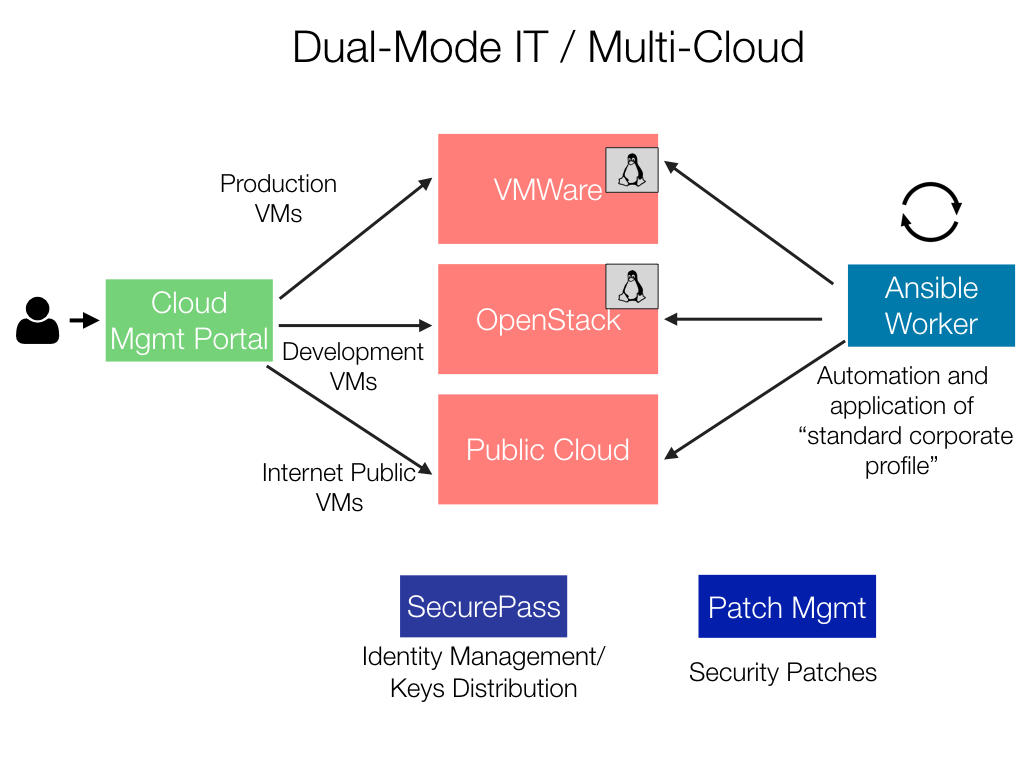 Dual-Mode IT / Multi-Cloud
Production
VMs
VMWare
Cloud
Mgmt Portal
OpenStack
Ansible
Worker
Development
VMs
Automation and
application of
“standard corporate
profile”
Public Cloud
Internet Public
VMs
SecurePass
Identity Management/
Keys Distribution
Patch Mgmt
Security Patches